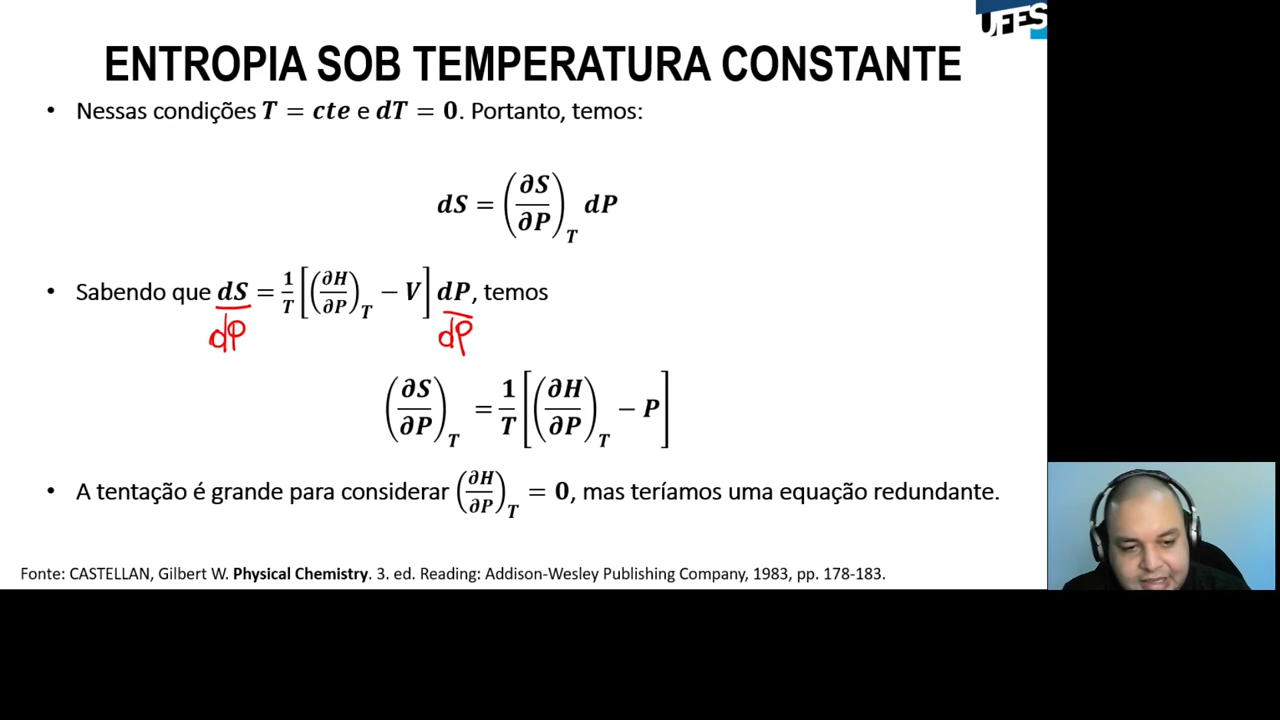 UFES
ENTROPIA SOB TEMPERATURA CONSTANTE
• Nessas condições T = cte e dT = 0. Portanto, temos:
dS = (∂S/∂P)_T dP
• Sabendo que dS = 1/T [(∂H/∂P)_T − V] dP, temos
dP dP
(∂S/∂P)_T = 1/T [(∂H/∂P)_T − P]
• A tentação é grande para considerar (∂H/∂P)_T = 0, mas teríamos uma equação redundante.
Fonte: CASTELLAN, Gilbert W. Physical Chemistry. 3. ed. Reading: Addison-Wesley Publishing Company, 1983, pp. 178-183.